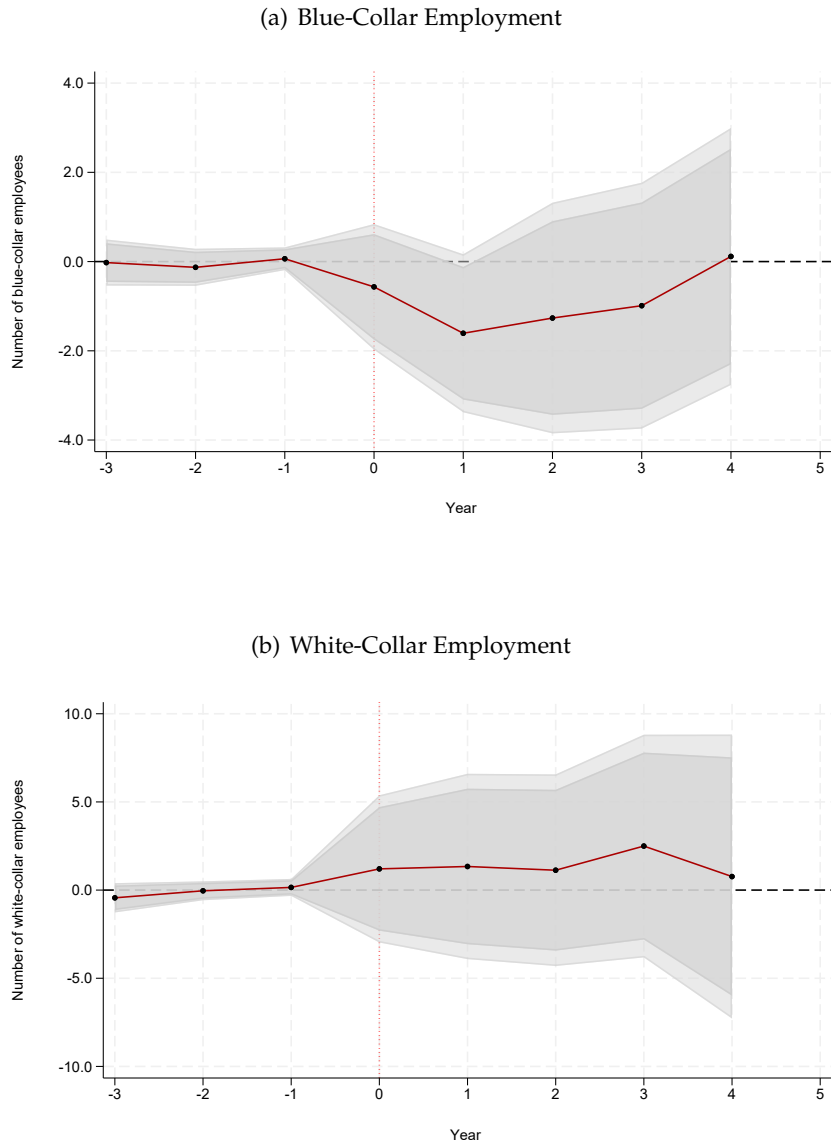 (a) Blue-Collar Employment
Number of blue-collar employees
4.0
2.0
0.0
-2.0
-4.0
-3 -2 -1 0 1 2 3 4 5
Year
(b) White-Collar Employment
Number of white-collar employees
10.0
5.0
0.0
-5.0
-10.0
-3 -2 -1 0 1 2 3 4 5
Year